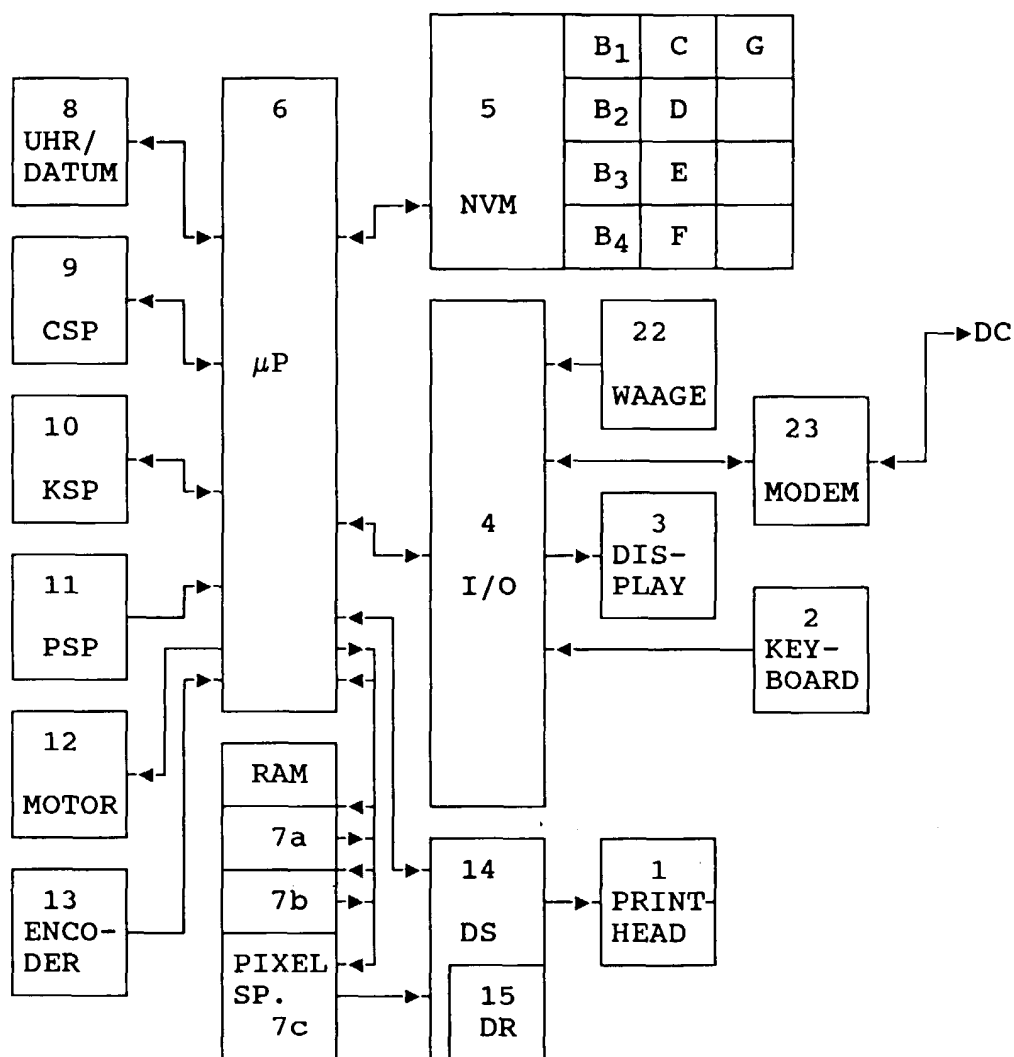 8
UHR/
DATUM
9
CSP
10
KSP
11
PSP
12
MOTOR
13
ENCO-
DER
6
μP
RAM
7a
7b
PIXEL
SP.
7c
5
NVM
B1 C G
B2 D
B3 E
B4 F
4
I/O
22
WAAGE
23
MODEM
DC
3
DIS-
PLAY
2
KEY-
BOARD
14
DS
15
DR
1
PRINT-
HEAD